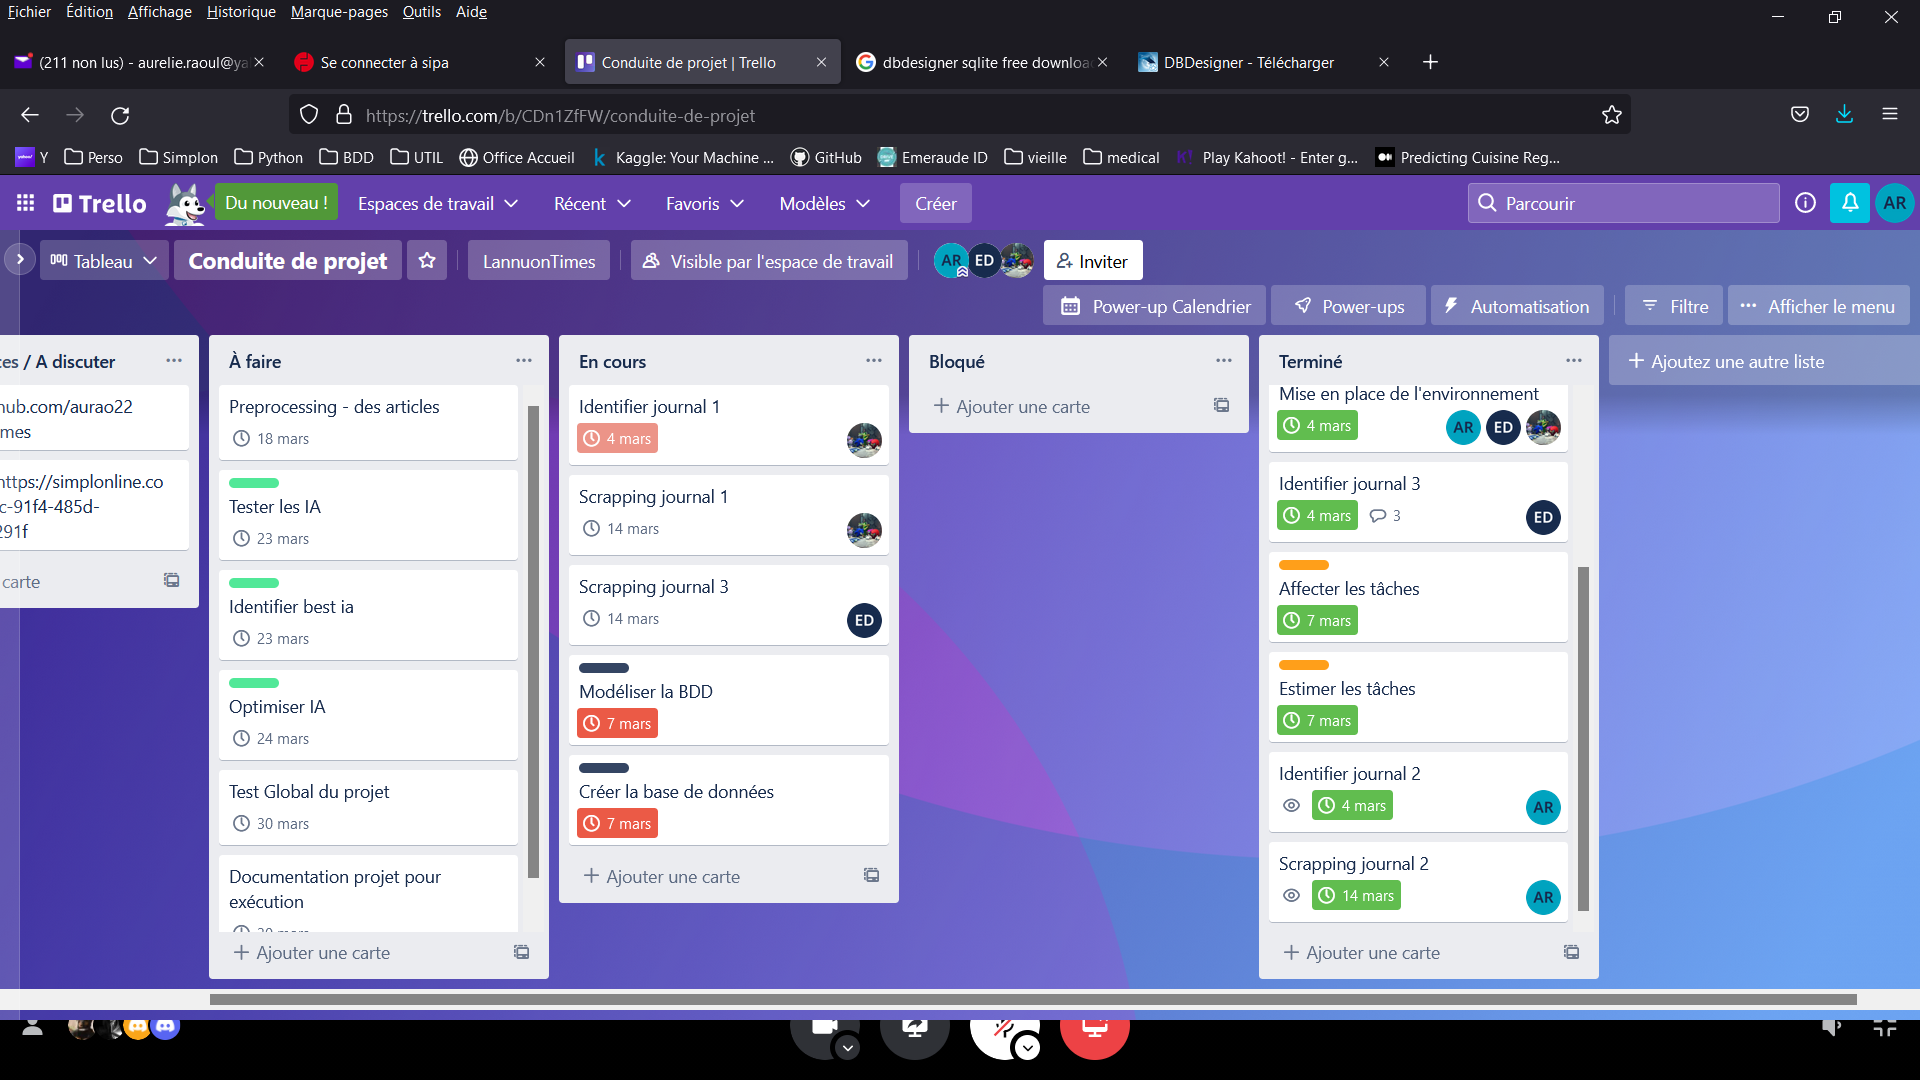 Fichier Édition Affichage Historique Marque-pages Outils Aide
(211 non lus) - aurelie.raoul@ya
Se connecter à sipa
Conduite de projet | Trello
dbdesigner sqlite free downloa
DBDesigner - Télécharger
https://trello.com/b/CDn1ZfFW/conduite-de-projet
Y Perso Simplon Python BDD UTIL Office Accueil Kaggle: Your Machine ... GitHub Emeraude ID vieille medical Play Kahoot! - Enter g... Predicting Cuisine Reg...
Trello Du nouveau ! Espaces de travail Récent Favoris Modèles Créer Parcourir AR
Tableau Conduite de projet LannuonTimes Visible par l'espace de travail AR ED Inviter
Power-up Calendrier Power-ups Automatisation Filtre Afficher le menu
ces / A discuter
hub.com/aurao22
mes
https://simplonline.co
c-91f4-485d-
291f
carte
À faire
Preprocessing - des articles
18 mars
Tester les IA
23 mars
Identifier best ia
23 mars
Optimiser IA
24 mars
Test Global du projet
30 mars
Documentation projet pour
exécution
Ajouter une carte
En cours
Identifier journal 1
4 mars
Scrapping journal 1
14 mars
Scrapping journal 3
14 mars
ED
Modéliser la BDD
7 mars
Créer la base de données
7 mars
Ajouter une carte
Bloqué
Ajouter une carte
Terminé
Mise en place de l'environnement
4 mars AR ED
Identifier journal 3
4 mars 3 ED
Affecter les tâches
7 mars
Estimer les tâches
7 mars
Identifier journal 2
4 mars AR
Scrapping journal 2
14 mars AR
Ajouter une carte
Ajoutez une autre liste